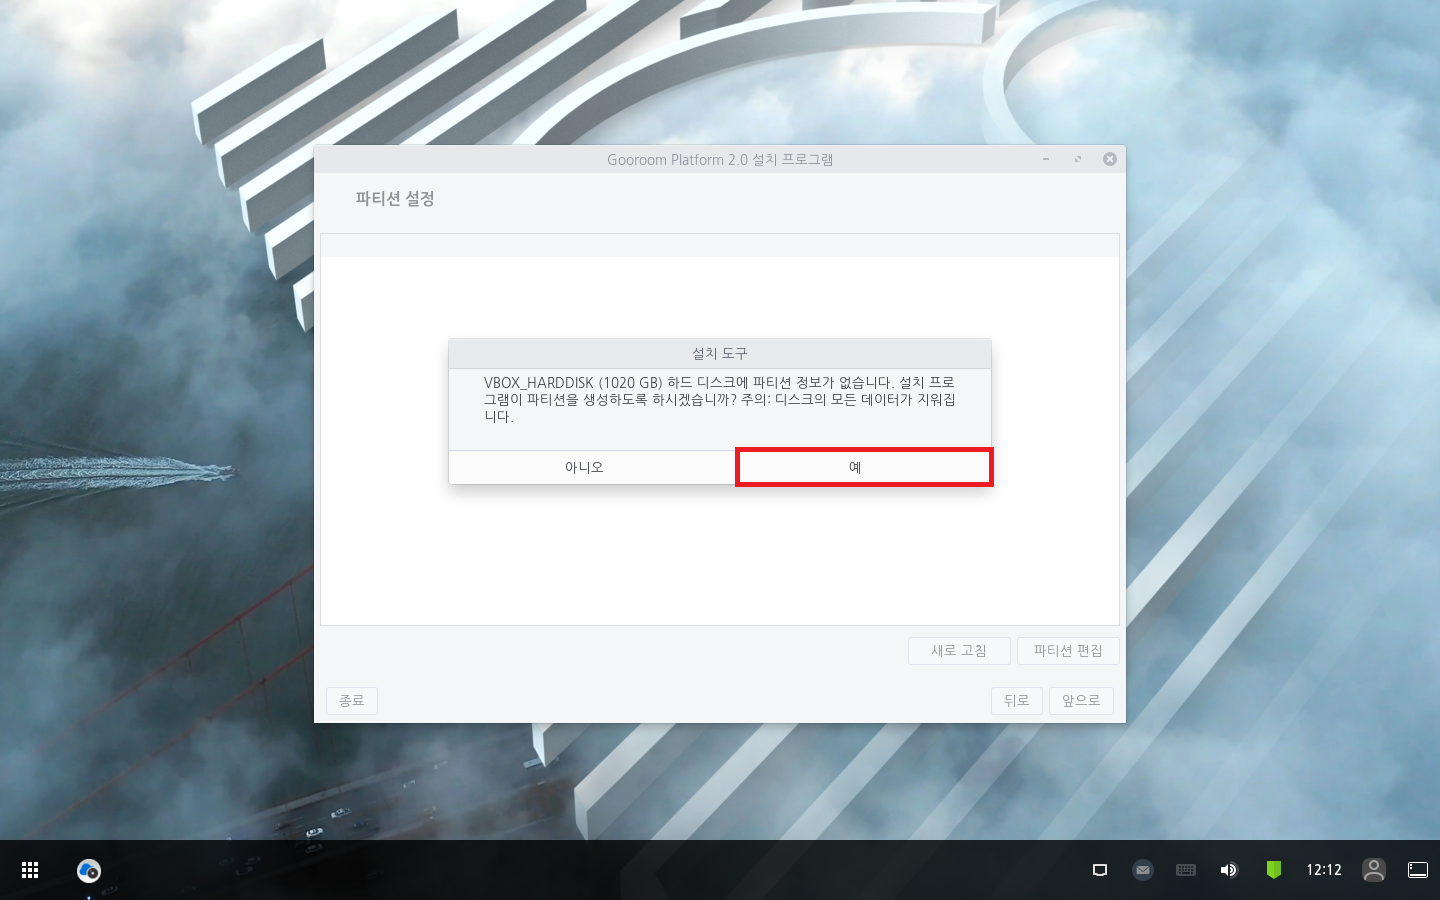 Gooroom Platform 2.0 설치 프로그램
파티션 설정
설치 도구
VBOX_HARDDISK (1020 GB) 하드 디스크에 파티션 정보가 없습니다. 설치 프로
그램이 파티션을 생성하도록 하시겠습니까? 주의: 디스크의 모든 데이터가 지워집
니다.
아니오 예
새로 고침 파티션 편집
종료 뒤로 앞으로
12:12